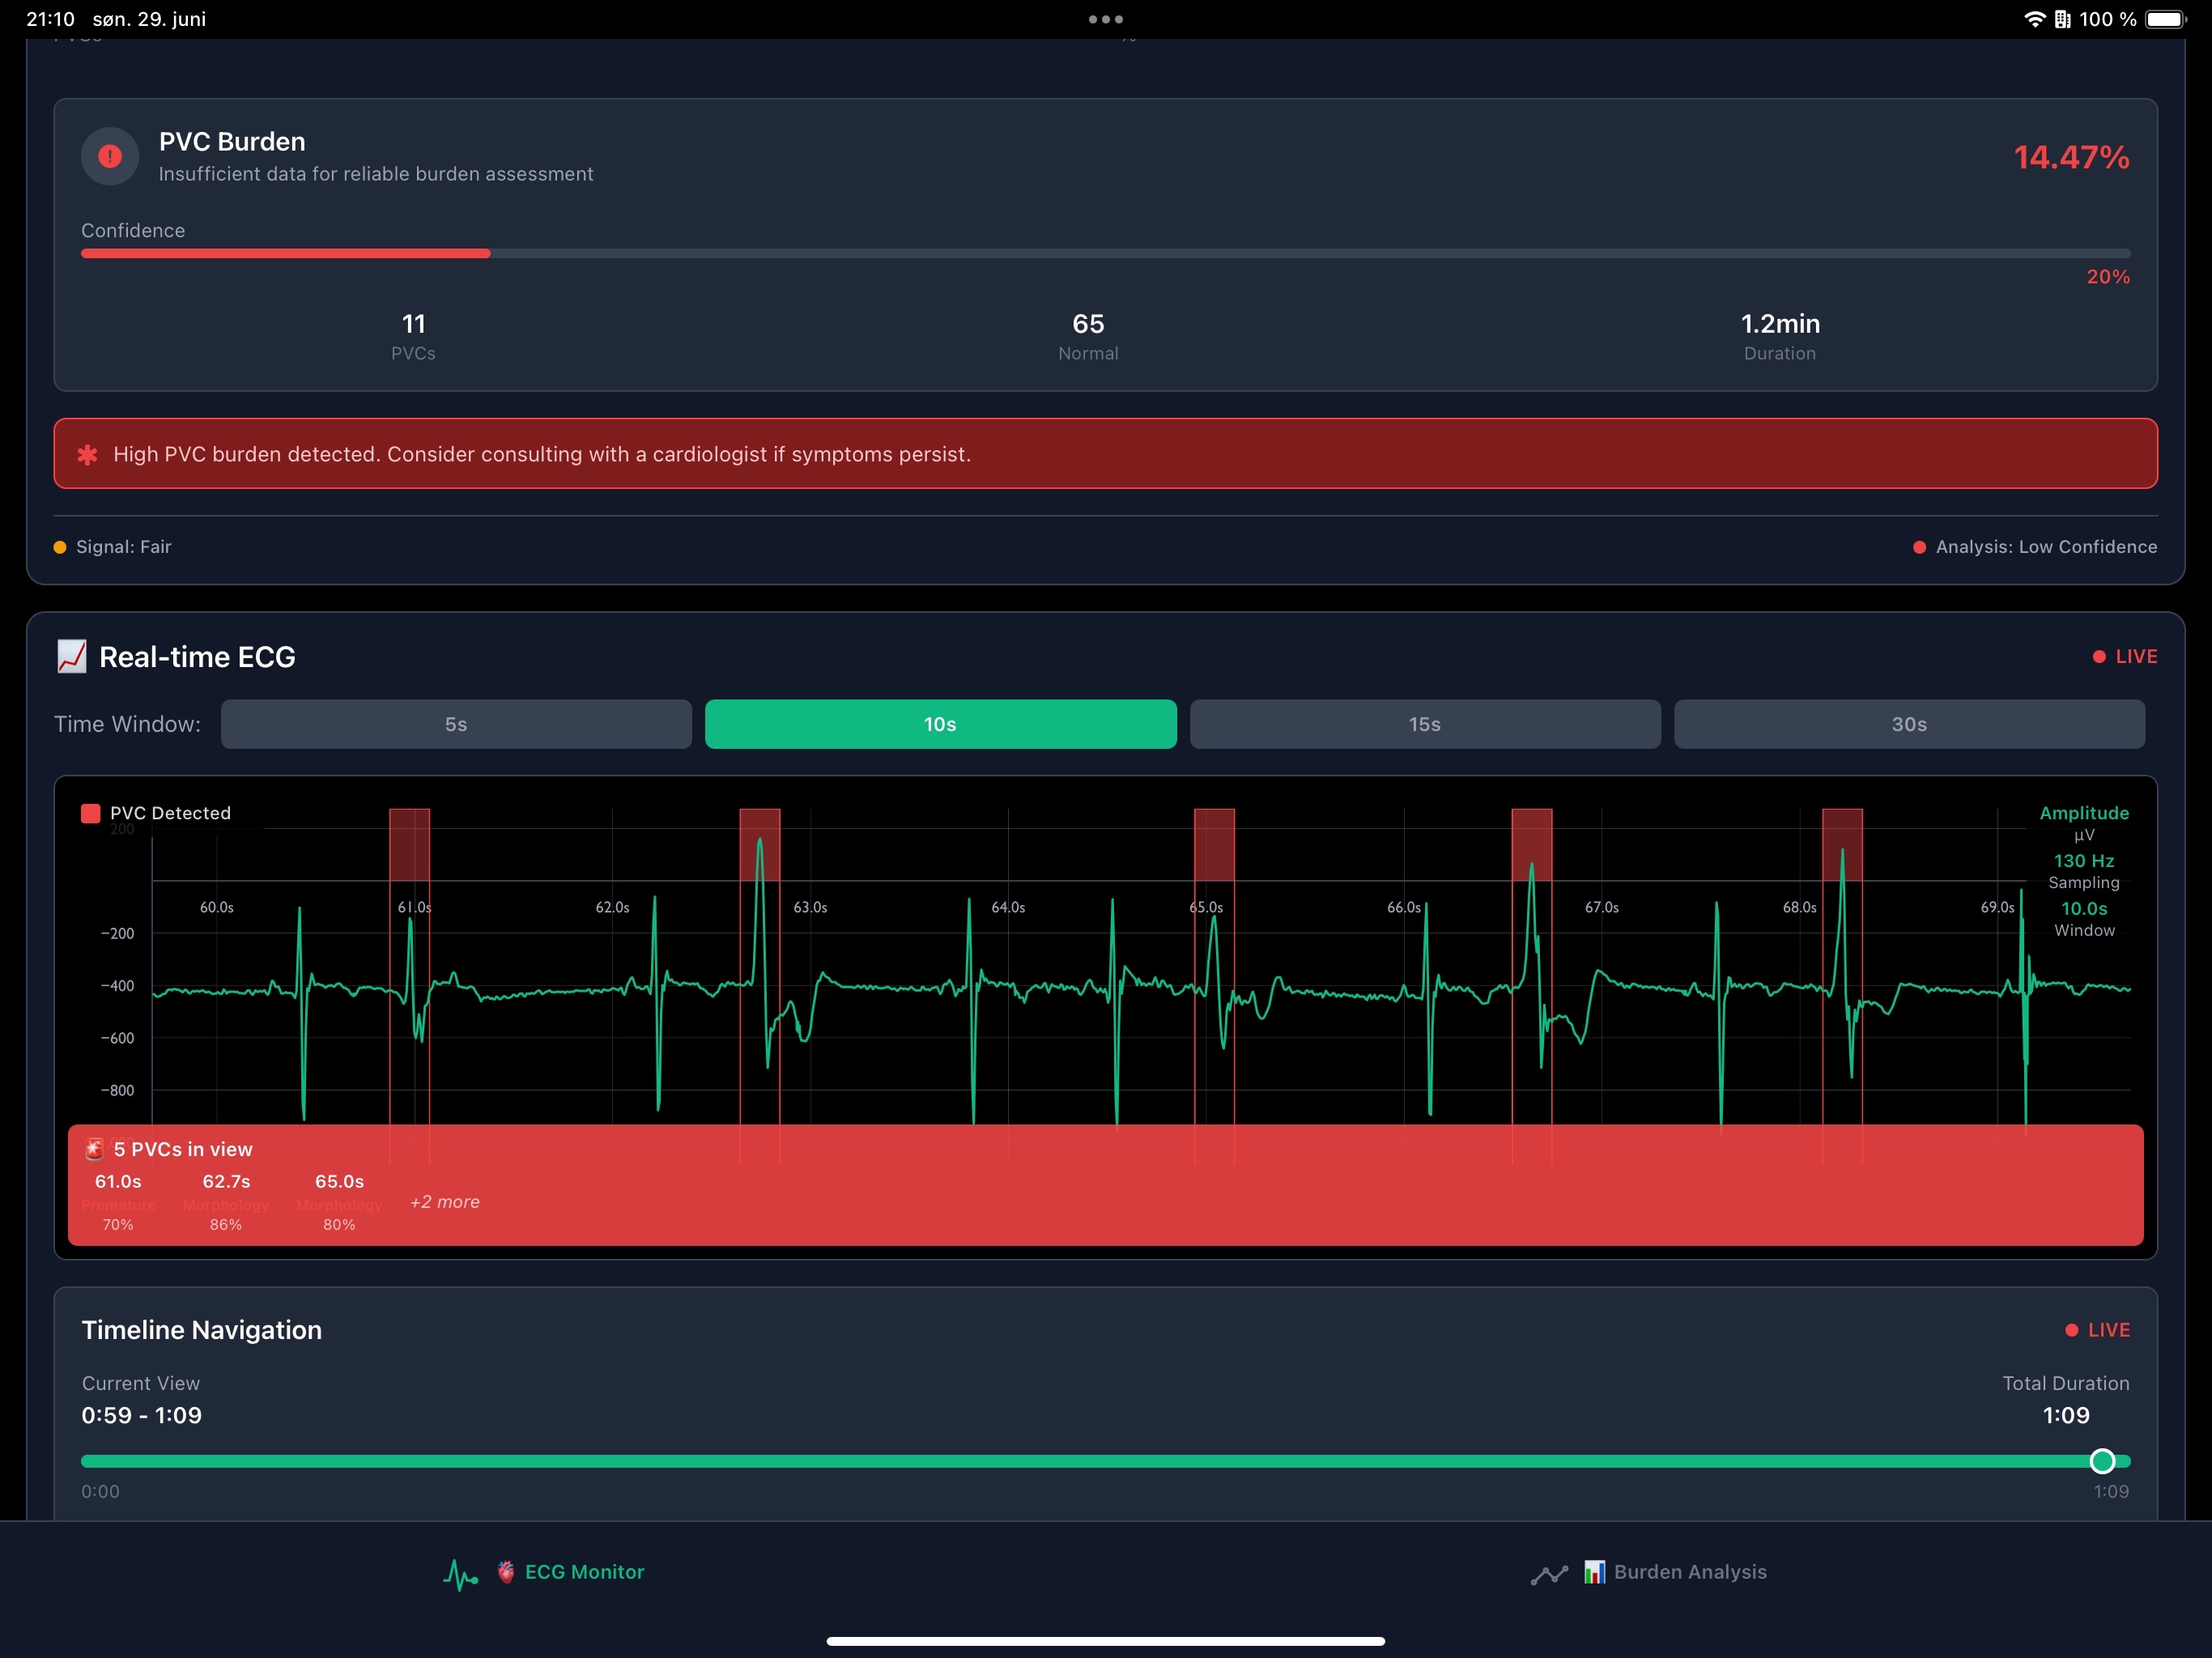 21:10 søn. 29. juni 100 %
PVC Burden
Insufficient data for reliable burden assessment
14.47%
Confidence
20%
11 65 1.2min
PVCs Normal Duration
High PVC burden detected. Consider consulting with a cardiologist if symptoms persist.
Signal: Fair Analysis: Low Confidence
Real-time ECG LIVE
Time Window: 5s 10s 15s 30s
PVC Detected
Amplitude
µV
130 Hz
Sampling
10.0s
Window
200
60.0s 61.0s 62.0s 63.0s 64.0s 65.0s 66.0s 67.0s 68.0s 69.0s
−200
−400
−600
−800
5 PVCs in view
61.0s 62.7s 65.0s
Premature Morphology Morphology
+2 more
70% 86% 80%
Timeline Navigation LIVE
Current View Total Duration
0:59 - 1:09 1:09
0:00 1:09
ECG Monitor Burden Analysis